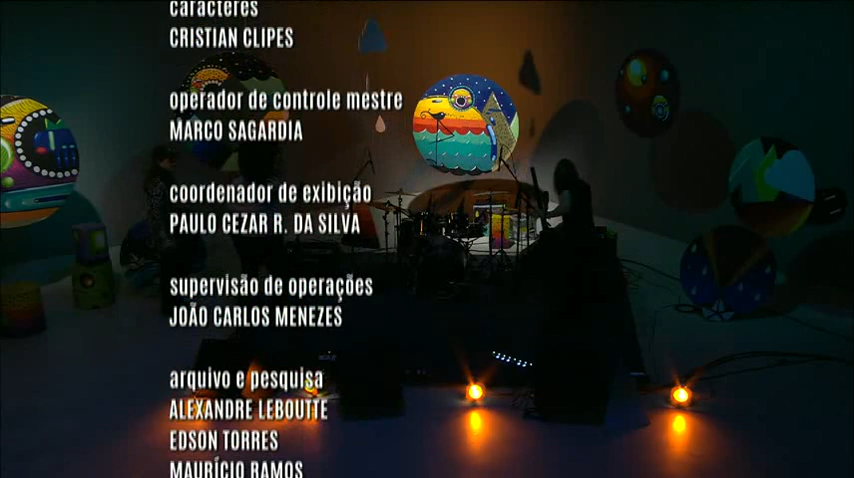 caracteres
CRISTIAN CLIPES
operador de controle mestre
MARCO SAGARDIA
coordenador de exibição
PAULO CEZAR R. DA SILVA
supervisão de operações
JOÃO CARLOS MENEZES
arquivo e pesquisa
ALEXANDRE LEBOUTTE
EDSON TORRES
MAURÍCIO RAMOS